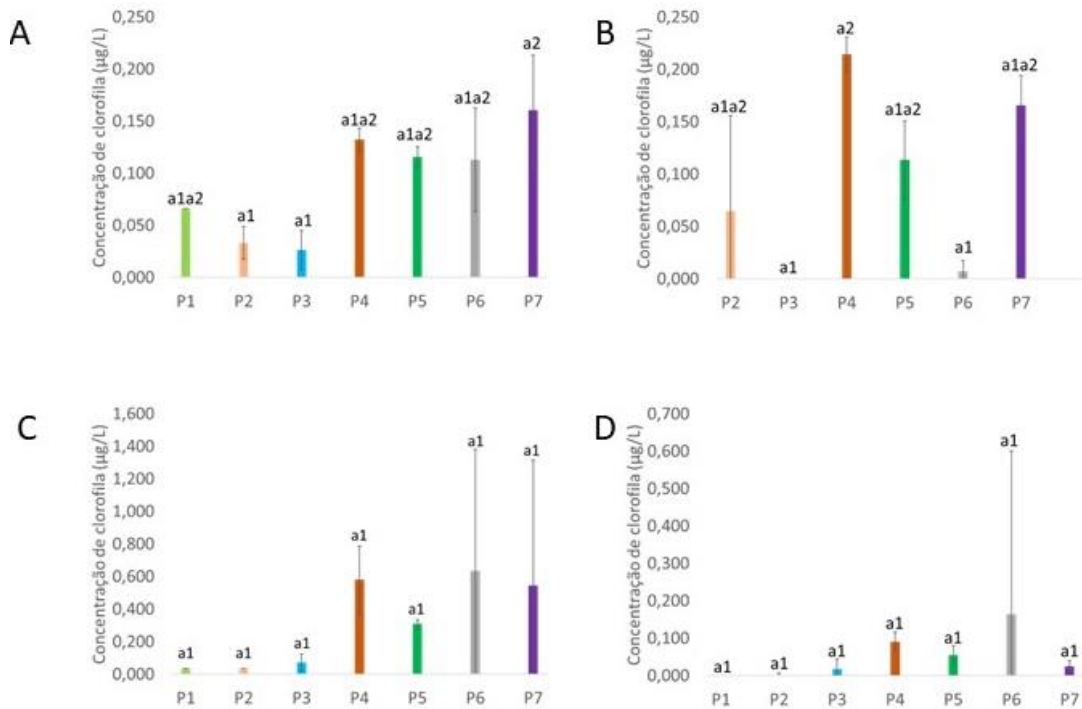 A
Concentração de clorofila (µg/L)
0,250
0,200
0,150
0,100
0,050
0,000
a1a2
a1
a1
a1a2
a1a2
a1a2
a2
P1 P2 P3 P4 P5 P6 P7
B
Concentração de clorofila (µg/L)
0,250
0,200
0,150
0,100
0,050
0,000
a1a2
a1
a2
a1a2
a1
a1a2
P2 P3 P4 P5 P6 P7
C
Concentração de clorofila (µg/L)
1,600
1,400
1,200
1,000
0,800
0,600
0,400
0,200
0,000
a1
a1
a1
a1
a1
a1
a1
P1 P2 P3 P4 P5 P6 P7
D
Concentração de clorofila (µg/L)
0,700
0,600
0,500
0,400
0,300
0,200
0,100
0,000
a1
a1
a1
a1
a1
a1
a1
P1 P2 P3 P4 P5 P6 P7